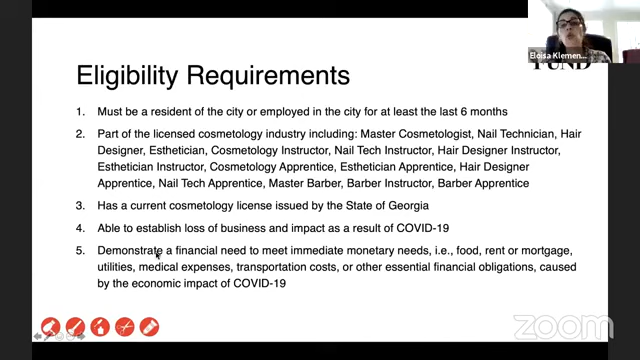 Eloisa Klemen...
FUND
Eligibility Requirements
1. Must be a resident of the city or employed in the city for at least the last 6 months
2. Part of the licensed cosmetology industry including: Master Cosmetologist, Nail Technician, Hair
Designer, Esthetician, Cosmetology Instructor, Nail Tech Instructor, Hair Designer Instructor,
Esthetician Instructor, Cosmetology Apprentice, Esthetician Apprentice, Hair Designer
Apprentice, Nail Tech Apprentice, Master Barber, Barber Instructor, Barber Apprentice
3. Has a current cosmetology license issued by the State of Georgia
4. Able to establish loss of business and impact as a result of COVID-19
5. Demonstrate a financial need to meet immediate monetary needs, i.e., food, rent or mortgage,
utilities, medical expenses, transportation costs, or other essential financial obligations, caused
by the economic impact of COVID-19
zoom